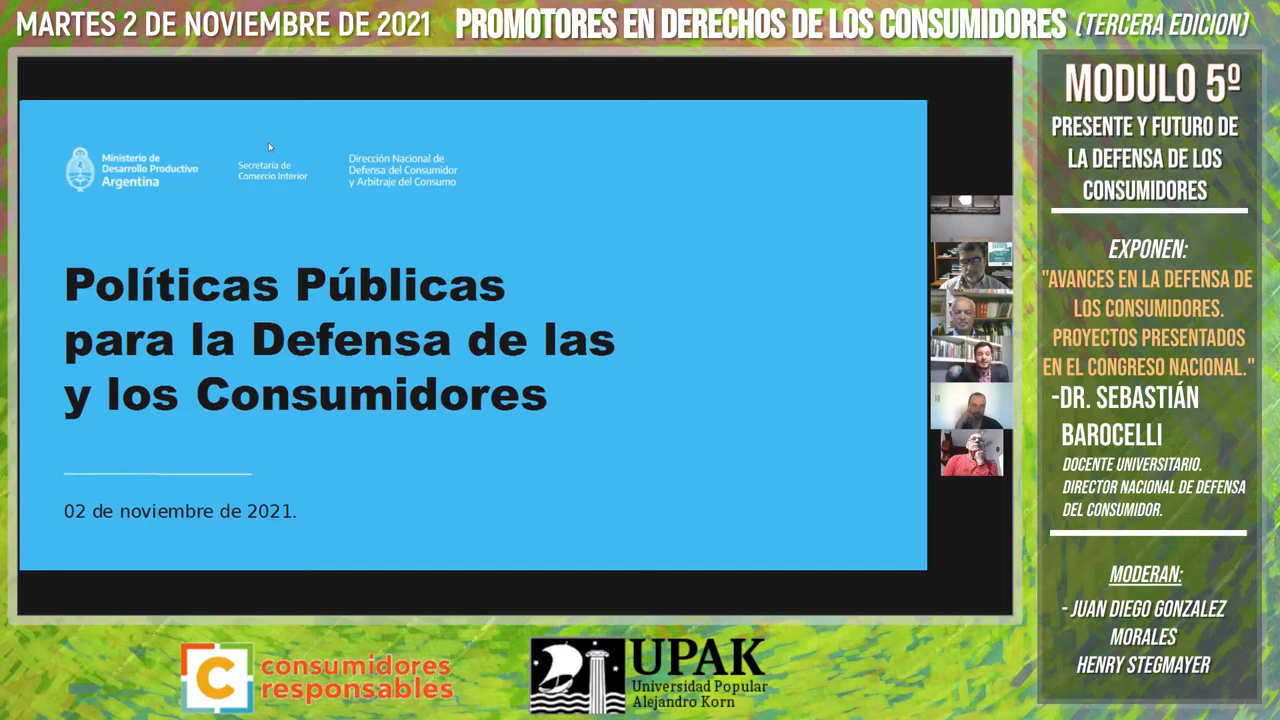 MARTES 2 DE NOVIEMBRE DE 2021 PROMOTORES EN DERECHOS DE LOS CONSUMIDORES (TERCERA EDICION)
Ministerio de
Desarrollo Productivo
Argentina
Secretaría de
Comercio Interior
Dirección Nacional de
Defensa del Consumidor
y Arbitraje del Consumo
Políticas Públicas
para la Defensa de las
y los Consumidores
02 de noviembre de 2021.
MODULO 5º
PRESENTE Y FUTURO DE
LA DEFENSA DE LOS
CONSUMIDORES
EXPONEN:
"AVANCES EN LA DEFENSA DE
LOS CONSUMIDORES.
PROYECTOS PRESENTADOS
EN EL CONGRESO NACIONAL."
-DR. SEBASTIÁN
BAROCELLI
DOCENTE UNIVERSITARIO.
DIRECTOR NACIONAL DE DEFENSA
DEL CONSUMIDOR.
MODERAN:
- JUAN DIEGO GONZALEZ
MORALES
HENRY STEGMAYER
C consumidores
responsables
UPAK
Universidad Popular
Alejandro Korn